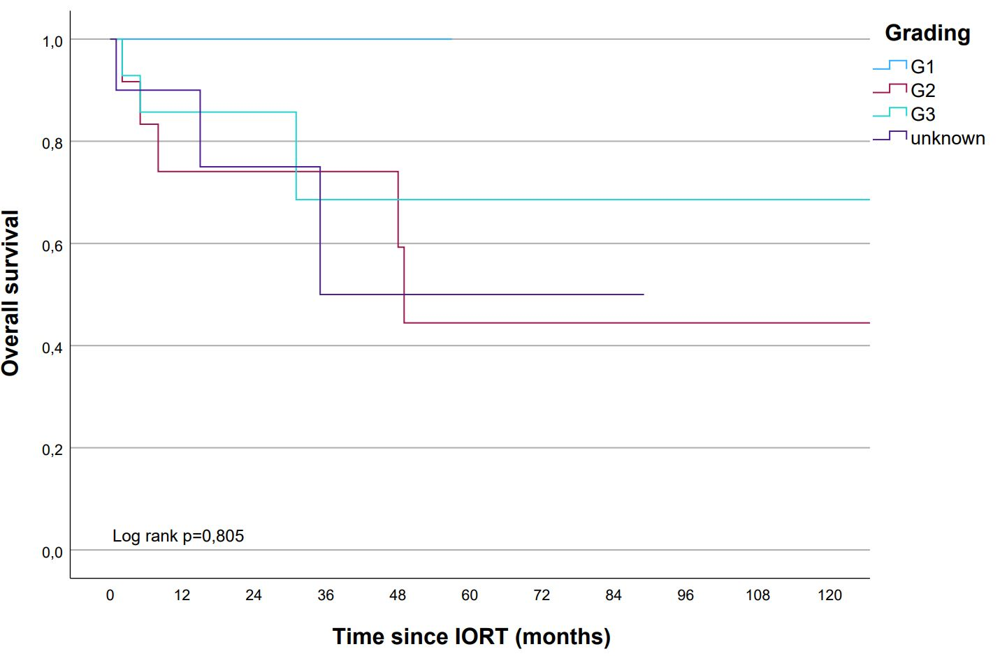 Grading
G1
G2
G3
unknown
Overall survival
1,0
0,8
0,6
0,4
0,2
0,0
Log rank p=0,805
0 12 24 36 48 60 72 84 96 108 120
Time since IORT (months)